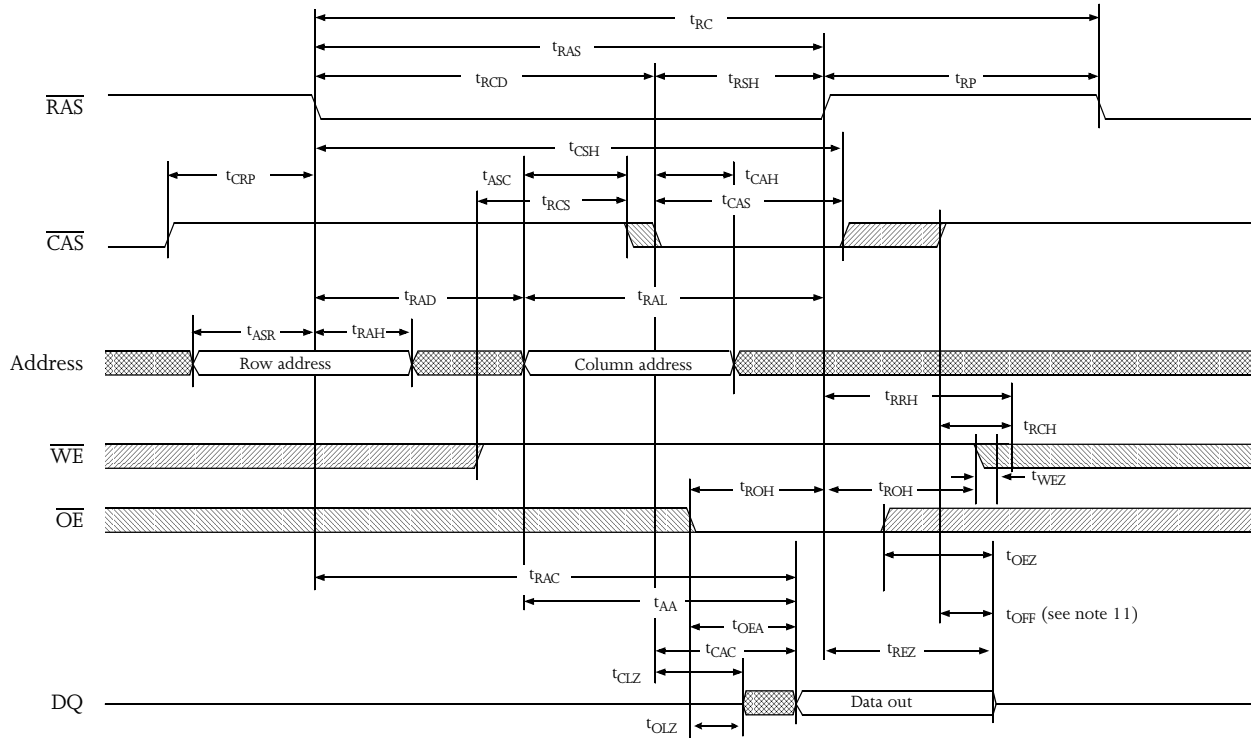 tRC
tRAS
tRCD tRSH tRP
RAS
tCSH
tCRP tASC tCAH
tRCS tCAS
CAS
tRAD tRAL
tASR tRAH
Address Row address Column address
tRRH
tRCH
WE
tWEZ
tROH tROH
OE
tOEZ
tRAC
tAA
tOFF (see note 11)
tOEA
tCAC tREZ
tCLZ
DQ Data out
tOLZ